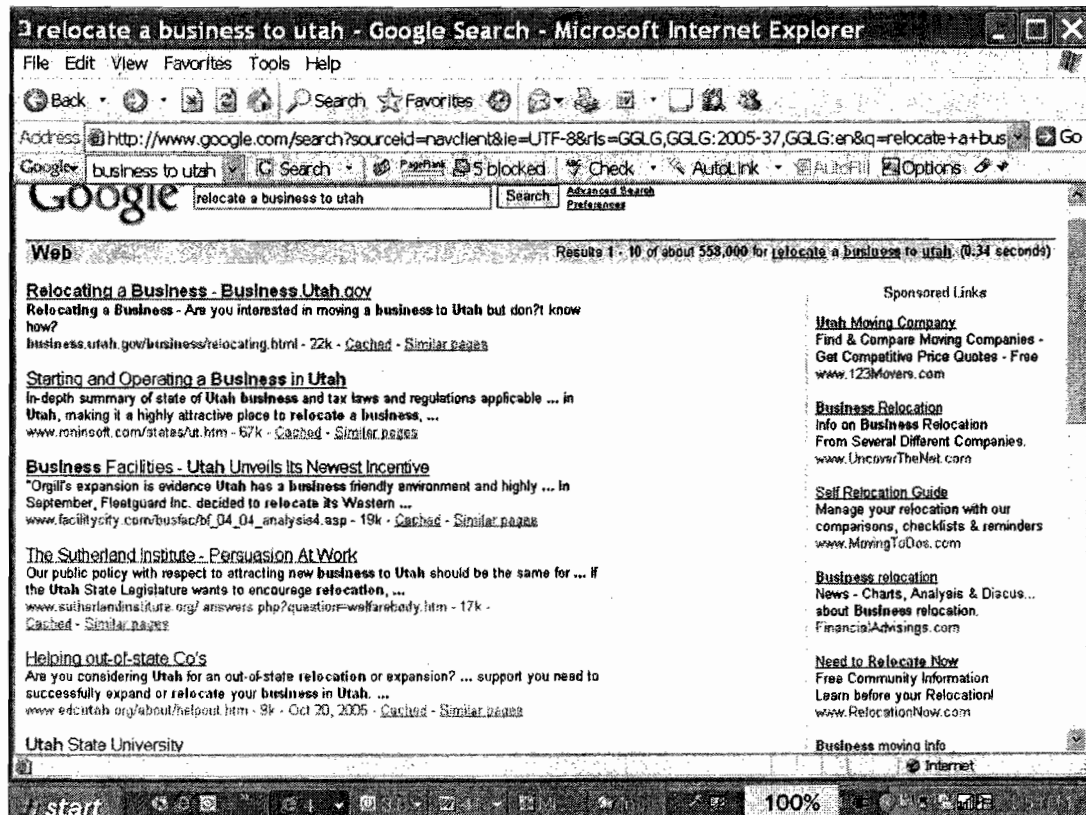 relocate a business to utah - Google Search - Microsoft Internet Explorer
File Edit View Favorites Tools Help
Back Search Favorites
Address http://www.google.com/search?sourceid=navclient&ie=UTF-8&rls=GGLG,GGLG:2005-37,GGLG:en&q=relocate+a+bus Go
Google business to utah Search PageRank 5 blocked Check AutoLink AutoFill Options
Google relocate a business to utah Search Advanced Search
Preferences
Web Results 1 - 10 of about 558,000 for relocate a business to utah. (0.34 seconds)
Relocating a Business - Business.Utah.gov
Relocating a Business - Are you interested in moving a business to Utah but don?t know
how?
business.utah.gov/business/relocating.html - 22k - Cached - Similar pages
Starting and Operating a Business in Utah
In-depth summary of state of Utah business and tax laws and regulations applicable ... in
Utah, making it a highly attractive place to relocate a business, ...
www.roninsoft.com/states/ut.htm - 67k - Cached - Similar pages
Business Facilities - Utah Unveils Its Newest Incentive
"Orgill's expansion is evidence Utah has a business friendly environment and highly ... In
September, Fleetguard Inc. decided to relocate its Western ...
www.facilitycity.com/busfac/bf_04_04_analysis4.asp - 19k - Cached - Similar pages
The Sutherland Institute - Persuasion At Work
Our public policy with respect to attracting new business to Utah should be the same for ... If
the Utah State Legislature wants to encourage relocation, ...
www.sutherlandinstitute.org/ answers.php?question=welfarebody.htm - 17k -
Cached - Similar pages
Helping out-of-state Co's
Are you considering Utah for an out-of-state relocation or expansion? ... support you need to
successfully expand or relocate your business in Utah. ...
www.edcutah.org/about/helpout.htm - 9k - Oct 20, 2005 - Cached - Similar pages
Utah State University
Sponsored Links
Utah Moving Company
Find & Compare Moving Companies -
Get Competitive Price Quotes - Free
www.123Movers.com
Business Relocation
Info on Business Relocation
From Several Different Companies.
www.UncoverTheNet.com
Self Relocation Guide
Manage your relocation with our
comparisons, checklists & reminders
www.MovingToDos.com
Business relocation
News - Charts, Analysis & Discus...
about Business relocation.
FinancialAdvisings.com
Need to Relocate Now
Free Community Information
Learn before your Relocation!
www.RelocationNow.com
Business moving info
Internet
start 100%